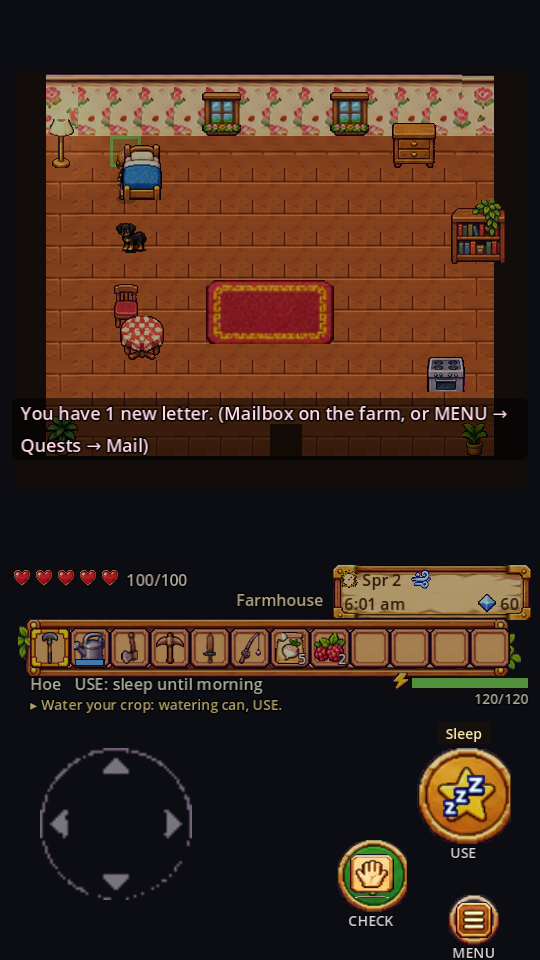 You have 1 new letter. (Mailbox on the farm, or MENU →
Quests → Mail)
100/100
Spr 2
Farmhouse
6:01 am
60
5
2
Hoe USE: sleep until morning
▸ Water your crop: watering can, USE.
120/120
Sleep
zzz
USE
CHECK
MENU